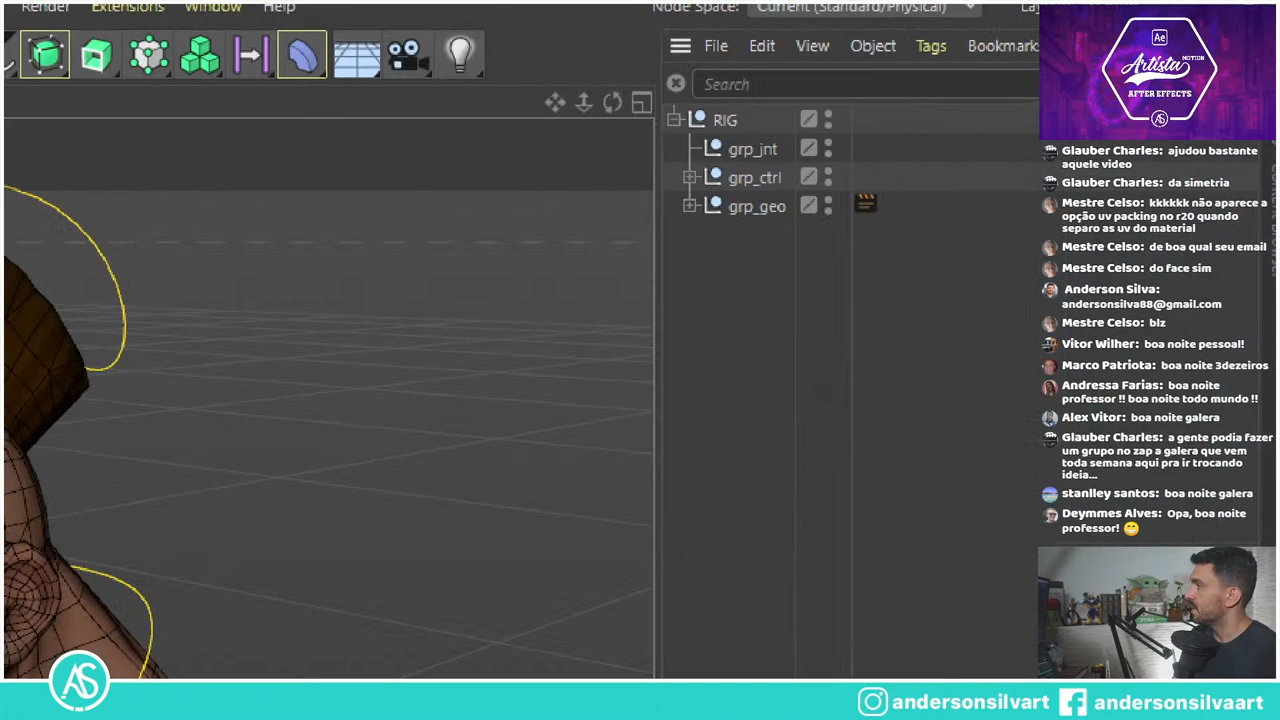 Render Extensions Window Help
Node Space: Current (Standard/Physical)
File Edit View Object Tags Bookmarks
Search
RIG
grp_jnt
grp_ctrl
grp_geo
Ae
Artista
MOTION
AFTER EFFECTS
AS
Glauber Charles: ajudou bastante
aquele video
Glauber Charles: da simetria
Mestre Celso: kkkkkk não aparece a
opção uv packing no r20 quando
separo as uv do material
Mestre Celso: de boa qual seu email
Mestre Celso: do face sim
Anderson Silva:
andersonsilva88@gmail.com
Mestre Celso: blz
Vitor Wilher: boa noite pessoal!
Marco Patriota: boa noite 3dezeiros
Andressa Farias: boa noite
professor !! boa noite todo mundo !!
Alex Vitor: boa noite galera
Glauber Charles: a gente podia fazer
um grupo no zap a galera que vem
toda semana aqui pra ir trocando
ideia...
stanlley santos: boa noite galera
Deymmes Alves: Opa, boa noite
professor! 😁
AS
andersonsilvart andersonsilvaart